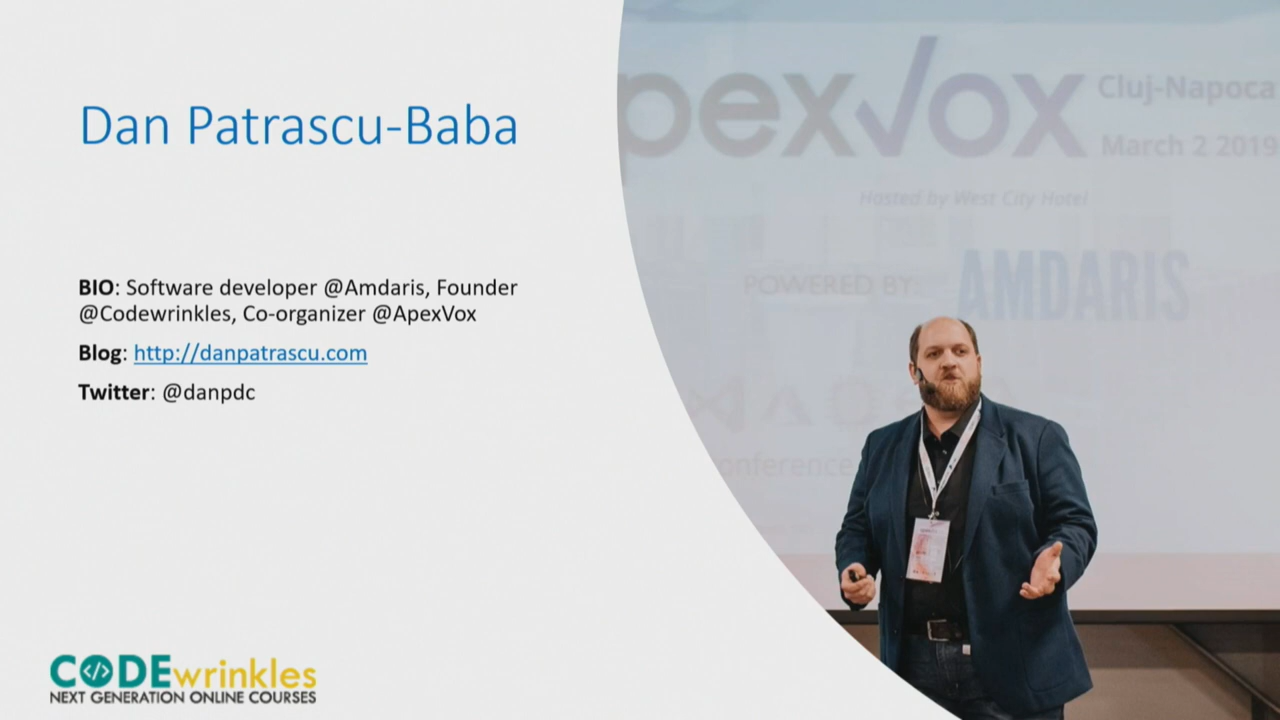 Dan Patrascu-Baba
BIO: Software developer @Amdaris, Founder
@Codewrinkles, Co-organizer @ApexVox
Blog: http://danpatrascu.com
Twitter: @danpdc
CODEwrinkles
NEXT GENERATION ONLINE COURSES
pexVox
Cluj-Napoca
March 2 2019
Hosted by West City Hotel
POWERED BY:
AMDARIS
onference